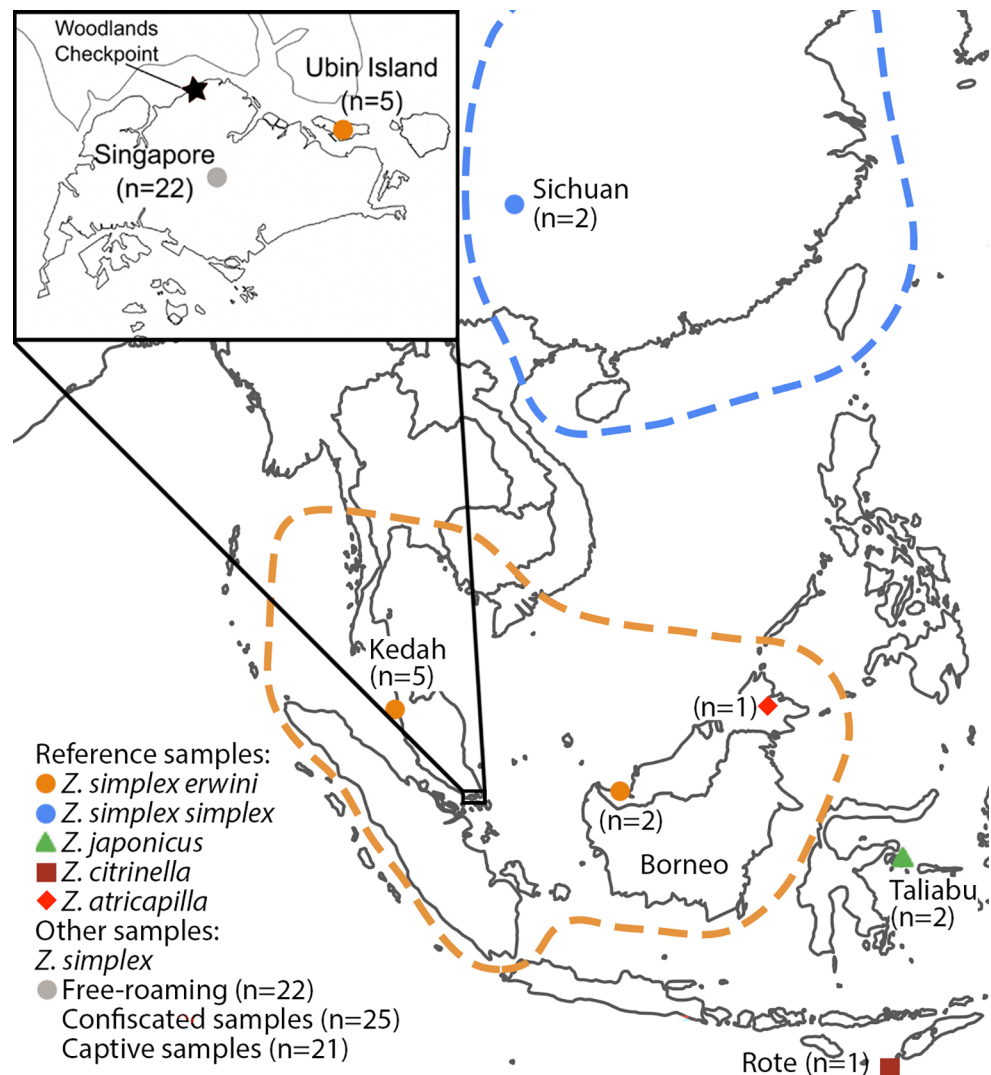 Woodlands
Checkpoint
Ubin Island
(n=5)
Singapore
(n=22)
Sichuan
(n=2)
Kedah
(n=5)
(n=1)
(n=2)
Borneo
Taliabu
(n=2)
Rote (n=1)
Reference samples:
Z. simplex erwini
Z. simplex simplex
Z. japonicus
Z. citrinella
Z. atricapilla
Other samples:
Z. simplex
Free-roaming (n=22)
Confiscated samples (n=25)
Captive samples (n=21)